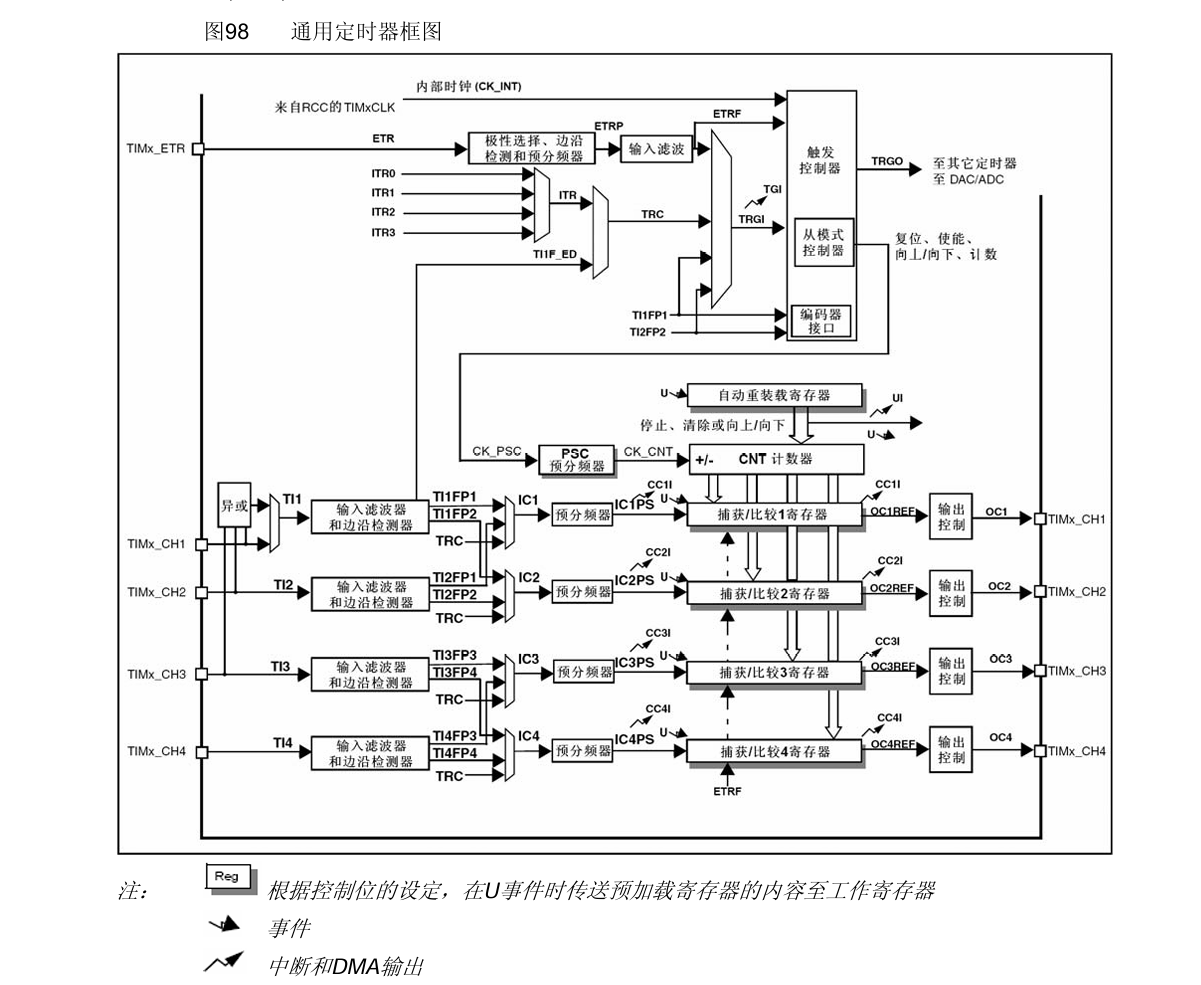 图98 通用定时器框图
内部时钟 (CK_INT)
来自RCC的 TIMxCLK
TIMx_ETR
ETR
极性选择、边沿
检测和预分频器
ETRP
输入滤波
ETRF
触发
控制器
TRGO
至其它定时器
至 DAC/ADC
ITR0
ITR1
ITR2
ITR3
ITR
TRC
TI1F_ED
TGI
TRGI
从模式
控制器
复位、使能、
向上/向下、计数
TI1FP1
TI2FP2
编码器
接口
U
自动重装载寄存器
UI
停止、清除或向上/向下
U
CK_PSC
PSC
预分频器
CK_CNT
+/- CNT 计数器
异或
TI1
TIMx_CH1
输入滤波器
和边沿检测器
TI1FP1
TI1FP2
TRC
IC1
预分频器
IC1PS
CC1I
U
捕获/比较1寄存器
CC1I
OC1REF
输出
控制
OC1
TIMx_CH1
TIMx_CH2
TI2
输入滤波器
和边沿检测器
TI2FP1
TI2FP2
TRC
IC2
预分频器
IC2PS
CC2I
U
捕获/比较2寄存器
CC2I
OC2REF
输出
控制
OC2
TIMx_CH2
TIMx_CH3
TI3
输入滤波器
和边沿检测器
TI3FP3
TI3FP4
TRC
IC3
预分频器
IC3PS
CC3I
U
捕获/比较3寄存器
CC3I
OC3REF
输出
控制
OC3
TIMx_CH3
TIMx_CH4
TI4
输入滤波器
和边沿检测器
TI4FP3
TI4FP4
TRC
IC4
预分频器
IC4PS
CC4I
U
捕获/比较4寄存器
CC4I
OC4REF
输出
控制
OC4
TIMx_CH4
ETRF
注： Reg 根据控制位的设定，在U事件时传送预加载寄存器的内容至工作寄存器
事件
中断和DMA输出